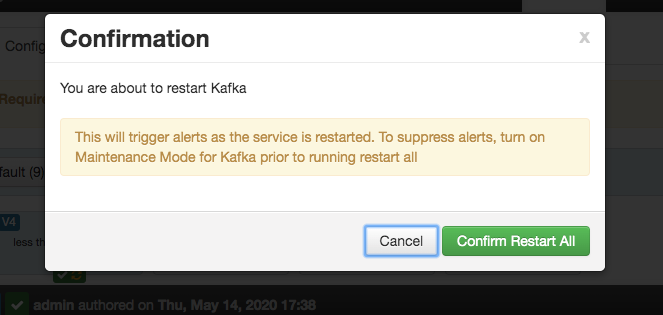 Confirmation
x
You are about to restart Kafka
This will trigger alerts as the service is restarted. To suppress alerts, turn on
Maintenance Mode for Kafka prior to running restart all
Cancel
Confirm Restart All
Config
Require
fault (9)
V4
less th
admin authored on Thu, May 14, 2020 17:38